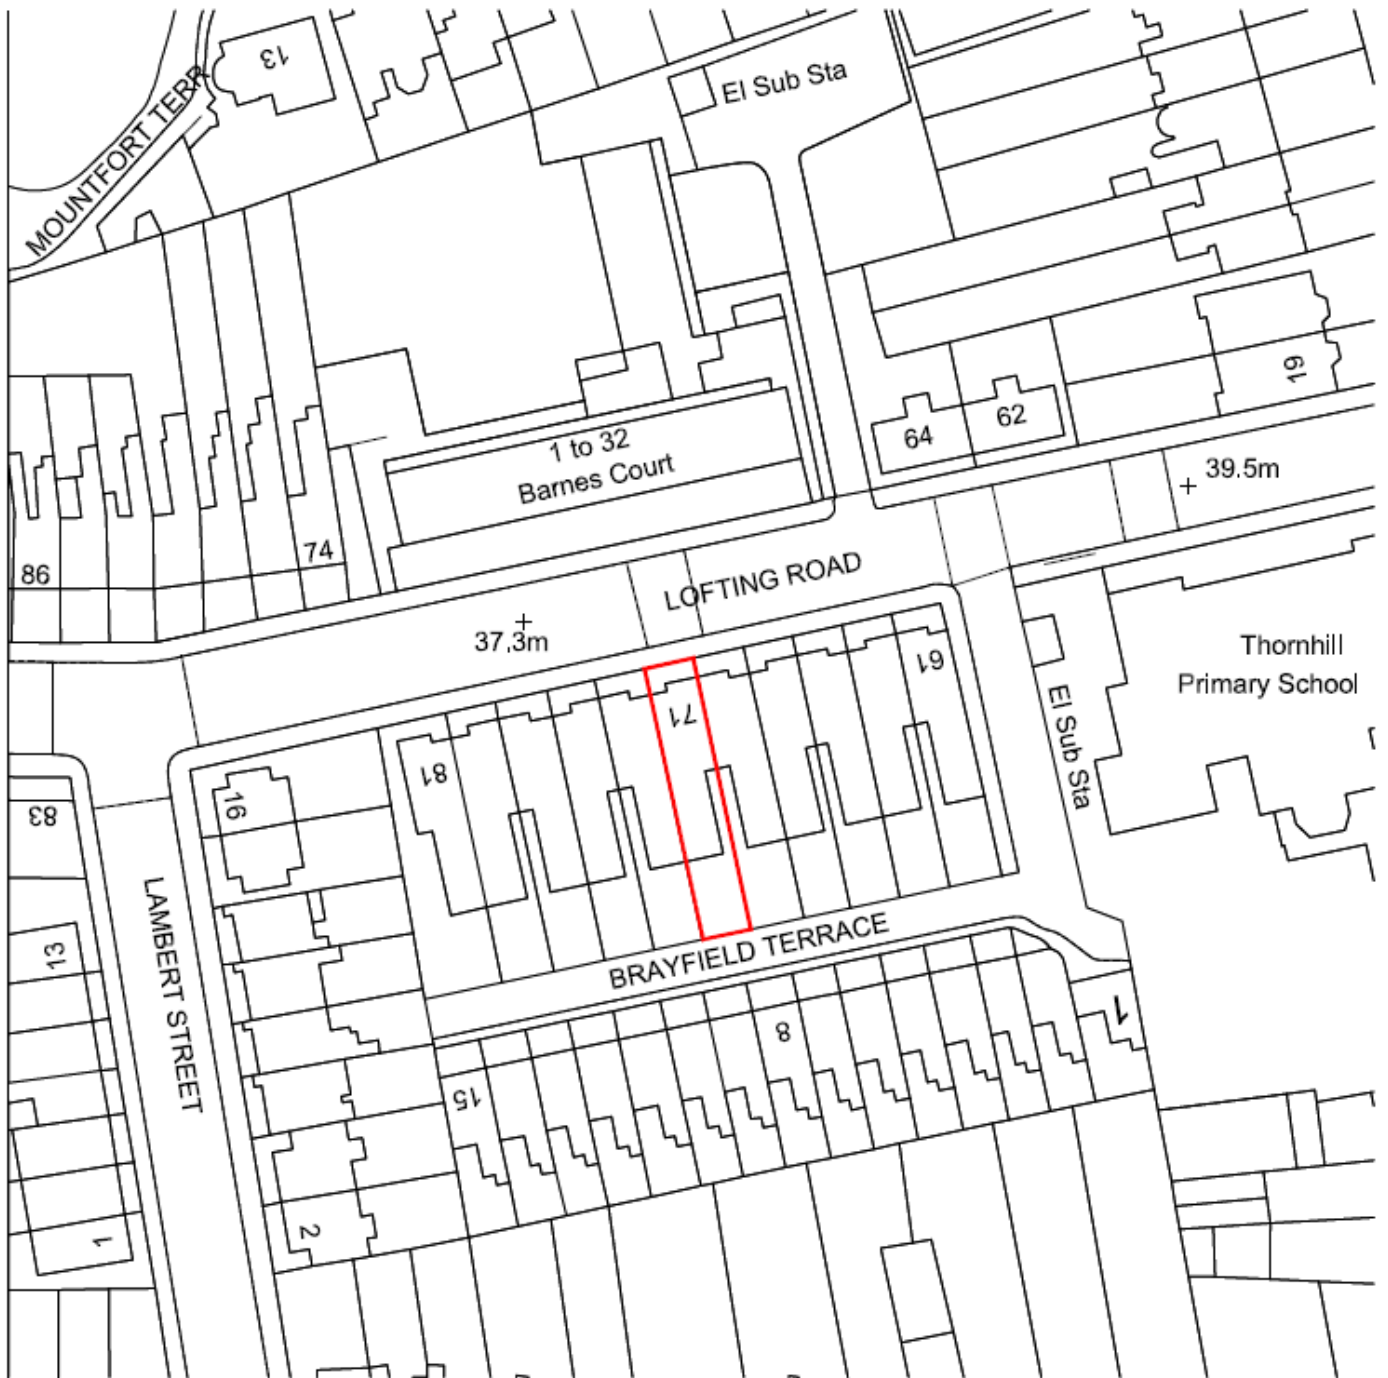 13
El Sub Sta
MOUNTFORT TERR
19
62
64
1 to 32
Barnes Court
39.5m
74
86
LOFTING ROAD
37.3m
61
Thornhill
Primary School
71
El Sub Sta
81
16
83
LAMBERT STREET
BRAYFIELD TERRACE
13
1
8
15
2
1